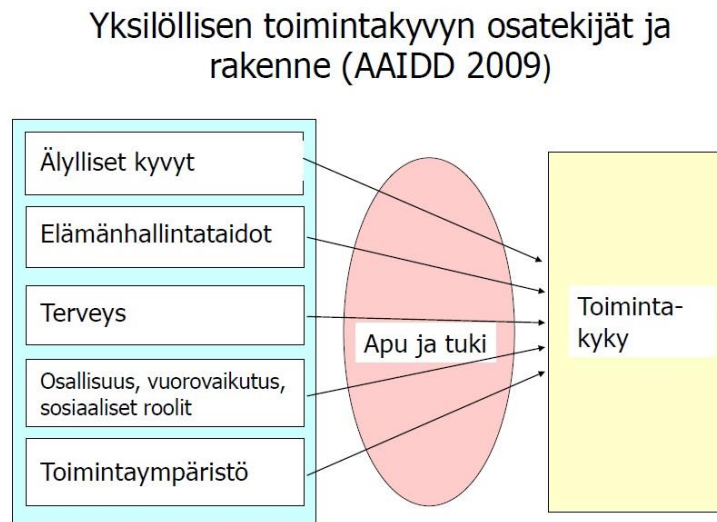 Yksilöllisen toimintakyvyn osatekijät ja
rakenne (AAIDD 2009)
Älylliset kyvyt
Elämänhallintataidot
Terveys
Osallisuus, vuorovaikutus,
sosiaaliset roolit
Toimintaympäristö
Apu ja tuki
Toiminta-
kyky